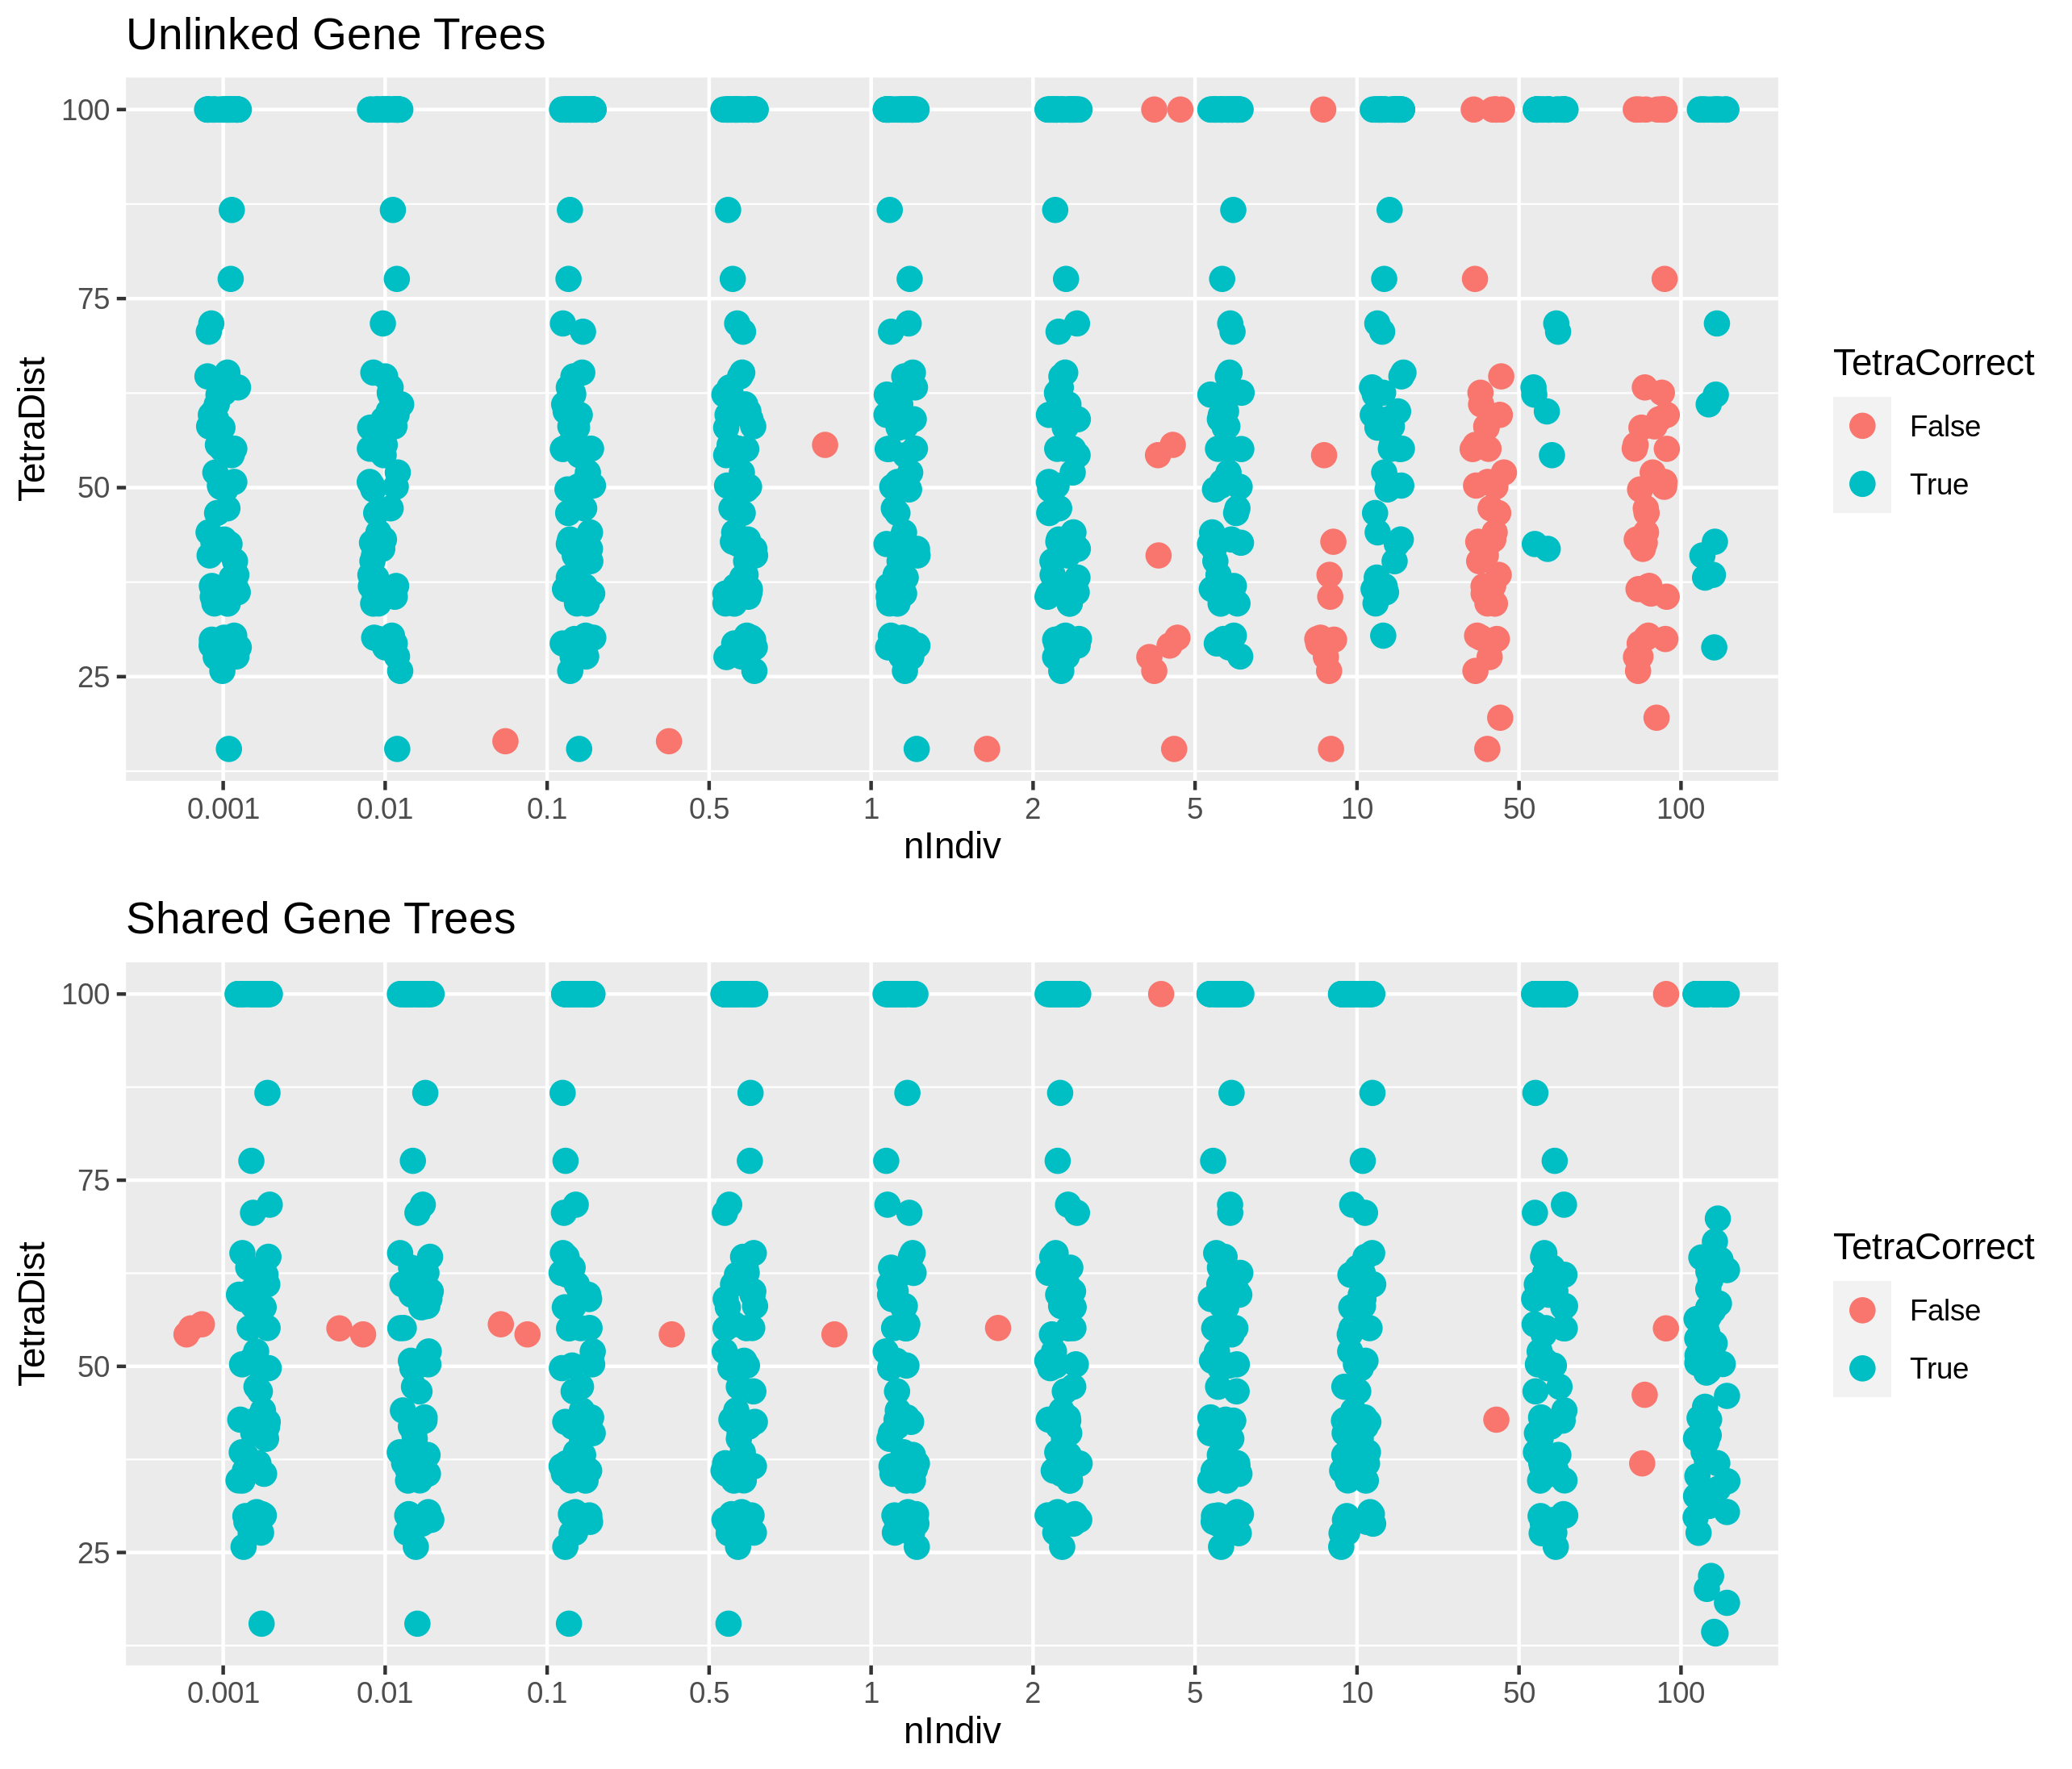 Unlinked Gene Trees
100
75
50
25
TetraDist
0.001 0.01 0.1 0.5 1 2 5 10 50 100
nIndiv
TetraCorrect
False
True
Shared Gene Trees
100
75
50
25
TetraDist
0.001 0.01 0.1 0.5 1 2 5 10 50 100
nIndiv
TetraCorrect
False
True